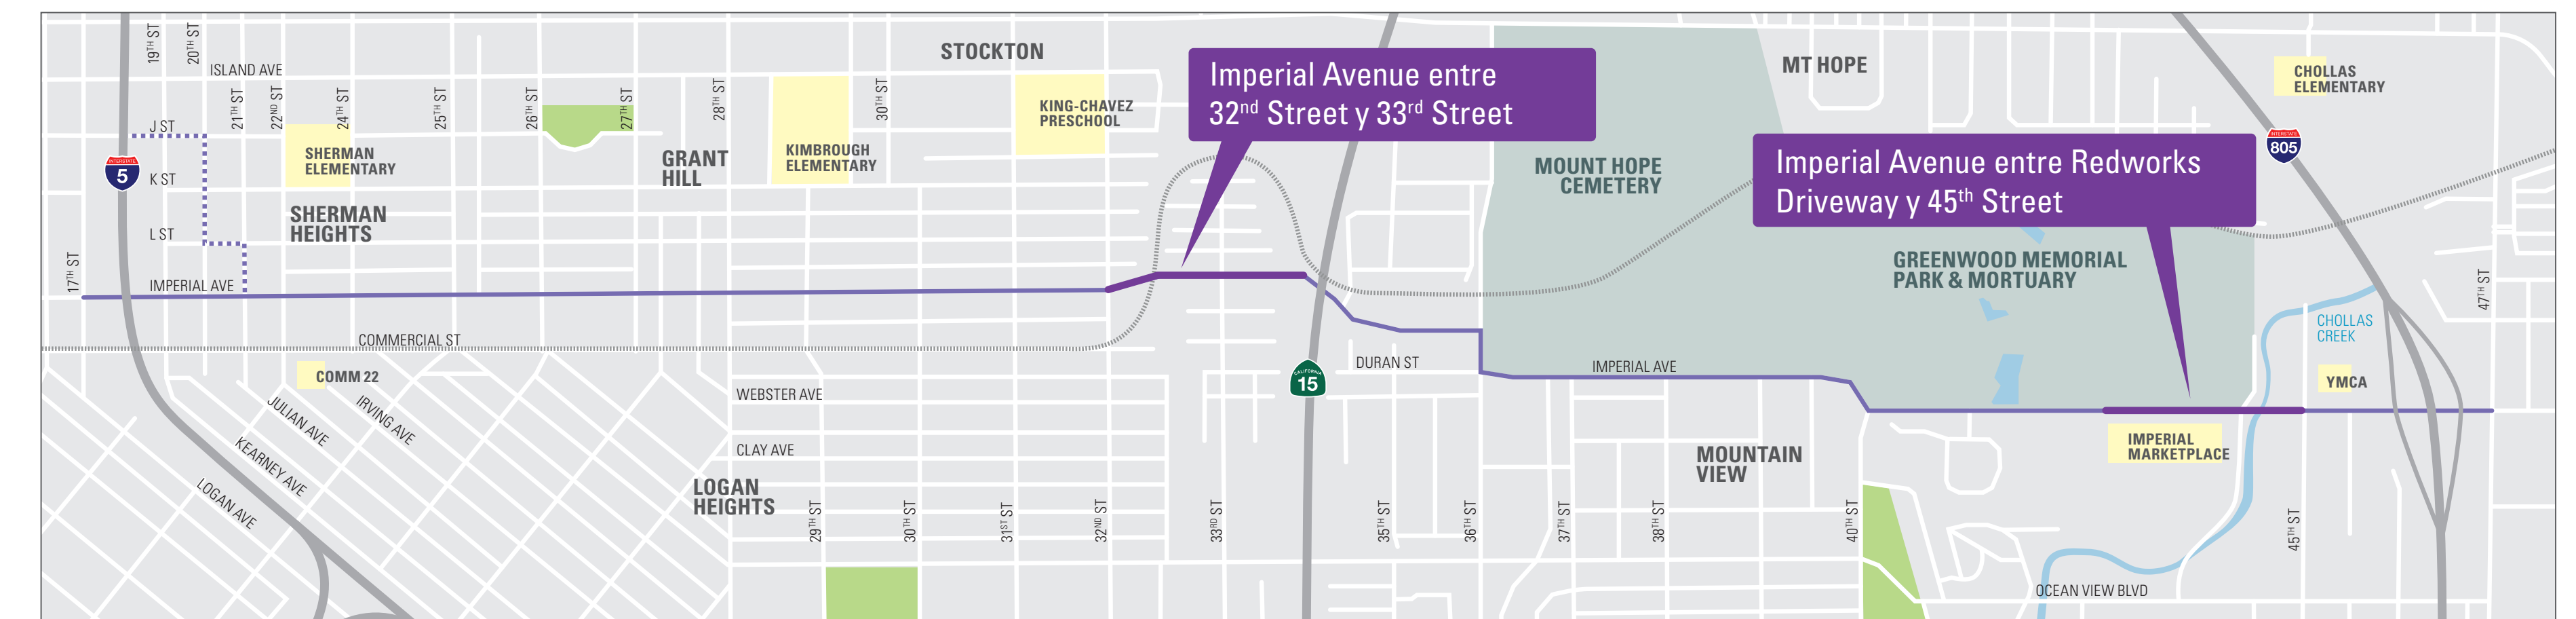 19TH ST
20TH ST
ISLAND AVE
21ST ST
22ND ST
24TH ST
25TH ST
26TH ST
27TH ST
28TH ST
30TH ST
STOCKTON
Imperial Avenue entre
32nd Street y 33rd Street
MT HOPE
CHOLLAS
ELEMENTARY
KING-CHAVEZ
PRESCHOOL
J ST
SHERMAN
ELEMENTARY
GRANT
HILL
KIMBROUGH
ELEMENTARY
MOUNT HOPE
CEMETERY
Imperial Avenue entre Redworks
Driveway y 45th Street
INTERSTATE
805
INTERSTATE
5
K ST
SHERMAN
HEIGHTS
L ST
17TH ST
IMPERIAL AVE
GREENWOOD MEMORIAL
PARK & MORTUARY
47TH ST
CHOLLAS
CREEK
COMMERCIAL ST
COMM 22
JULIAN AVE
IRVING AVE
KEARNEY AVE
LOGAN AVE
WEBSTER AVE
CLAY AVE
LOGAN
HEIGHTS
CALIFORNIA
15
DURAN ST
IMPERIAL AVE
YMCA
MOUNTAIN
VIEW
IMPERIAL
MARKETPLACE
29TH ST
30TH ST
31ST ST
32ND ST
33RD ST
35TH ST
36TH ST
37TH ST
38TH ST
40TH ST
45TH ST
OCEAN VIEW BLVD